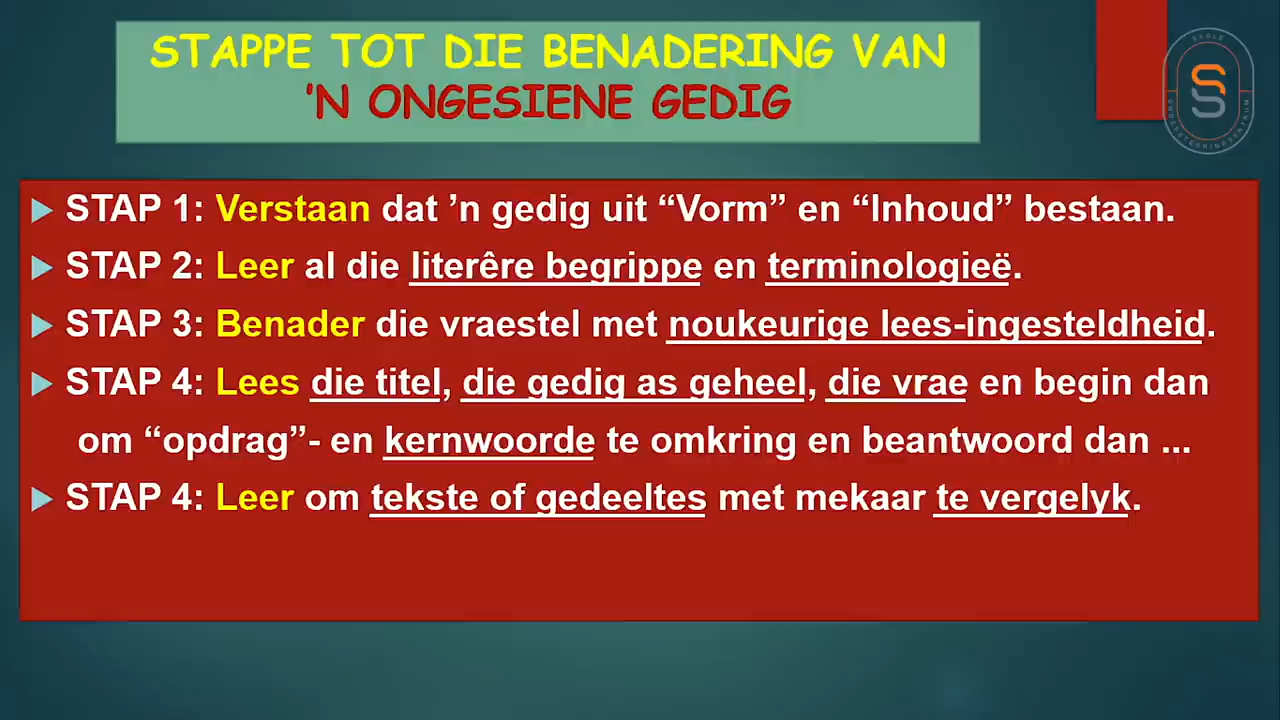 STAPPE TOT DIE BENADERING VAN
'N ONGESIENE GEDIG
SKOLE
ONDERSTEUNINGSENTRUM
STAP 1: Verstaan dat ’n gedig uit “Vorm” en “Inhoud” bestaan.
STAP 2: Leer al die literêre begrippe en terminologieë.
STAP 3: Benader die vraestel met noukeurige lees-ingesteldheid.
STAP 4: Lees die titel, die gedig as geheel, die vrae en begin dan
om “opdrag”- en kernwoorde te omkring en beantwoord dan ...
STAP 4: Leer om tekste of gedeeltes met mekaar te vergelyk.